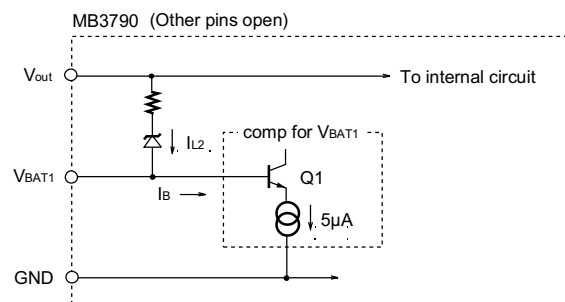 MB3790 (Other pins open)
Vout
To internal circuit
comp for VBAT1
IL2
VBAT1
Q1
IB
5µA
GND